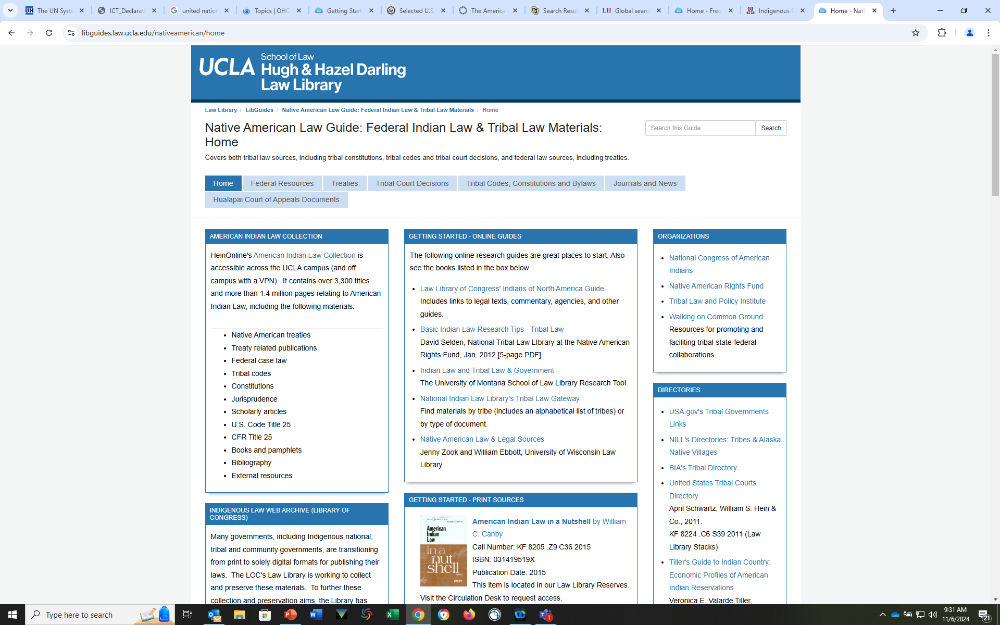 The UN Syst
ICT_Declarat
united nation
Topics | OHC
Getting Start
Selected U.S
The America
Search Resul
Global searc
Home - Freq
Indigenous P
Home - Nati
libguides.law.ucla.edu/nativeamerican/home
UCLA School of Law
Hugh & Hazel Darling
Law Library
Law Library / LibGuides / Native American Law Guide: Federal Indian Law & Tribal Law Materials / Home
Native American Law Guide: Federal Indian Law & Tribal Law Materials:
Home
Search this Guide
Search
Covers both tribal law sources, including tribal constitutions, tribal codes and tribal court decisions, and federal law sources, including treaties.
Home
Federal Resources
Treaties
Tribal Court Decisions
Tribal Codes, Constitutions and Bylaws
Journals and News
Hualapai Court of Appeals Documents
AMERICAN INDIAN LAW COLLECTION
HeinOnline's American Indian Law Collection is
accessible across the UCLA campus (and off
campus with a VPN). It contains over 3,300 titles
and more than 1.4 million pages relating to American
Indian Law, including the following materials:
Native American treaties
Treaty related publications
Federal case law
Tribal codes
Constitutions
Jurisprudence
Scholarly articles
U.S. Code Title 25
CFR Title 25
Books and pamphlets
Bibliography
External resources
INDIGENOUS LAW WEB ARCHIVE (LIBRARY OF
CONGRESS)
Many governments, including Indigenous national,
tribal and community governments, are transitioning
from print to solely digital formats for publishing their
laws. The LOC's Law Library is working to collect
and preserve these materials. To further these
collection and preservation aims, the Library has
GETTING STARTED - ONLINE GUIDES
The following online research guides are great places to start. Also
see the books listed in the box below.
Law Library of Congress' Indians of North America Guide
Includes links to legal texts, commentary, agencies, and other
guides.
Basic Indian Law Research Tips - Tribal Law
David Selden, National Tribal Law LIbrary at the Native American
Rights Fund, Jan. 2012 [5-page PDF].
Indian Law and Tribal Law & Government
The University of Montana School of Law Library Research Tool.
National Indian Law Library's Tribal Law Gateway
Find materials by tribe (includes an alphabetical list of tribes) or
by type of document.
Native American Law & Legal Sources
Jenny Zook and William Ebbott, University of Wisconsin Law
Library.
GETTING STARTED - PRINT SOURCES
American
Indian
Law
in a
nut
shell
WEST.
American Indian Law in a Nutshell by William
C. Canby
Call Number: KF 8205 .Z9 C36 2015
ISBN: 031419519X
Publication Date: 2015
This item is located in our Law Library Reserves.
Visit the Circulation Desk to request access.
ORGANIZATIONS
National Congress of American
Indians
Native American Rights Fund
Tribal Law and Policy Institute
Walking on Common Ground
Resources for promoting and
faciliting tribal-state-federal
collaborations.
DIRECTORIES
USA.gov's Tribal Governments
Links
NILL's Directories: Tribes & Alaska
Native Villages
BIA's Tribal Directory
United States Tribal Courts
Directory
April Schwartz, William S. Hein &
Co., 2011.
KF 8224 .C6 S39 2011 (Law
Library Stacks)
Tiller's Guide to Indian Country:
Economic Profiles of American
Indian Reservations
Veronica E. Valarde Tiller,
Type here to search
9:31 AM
11/6/2024
21